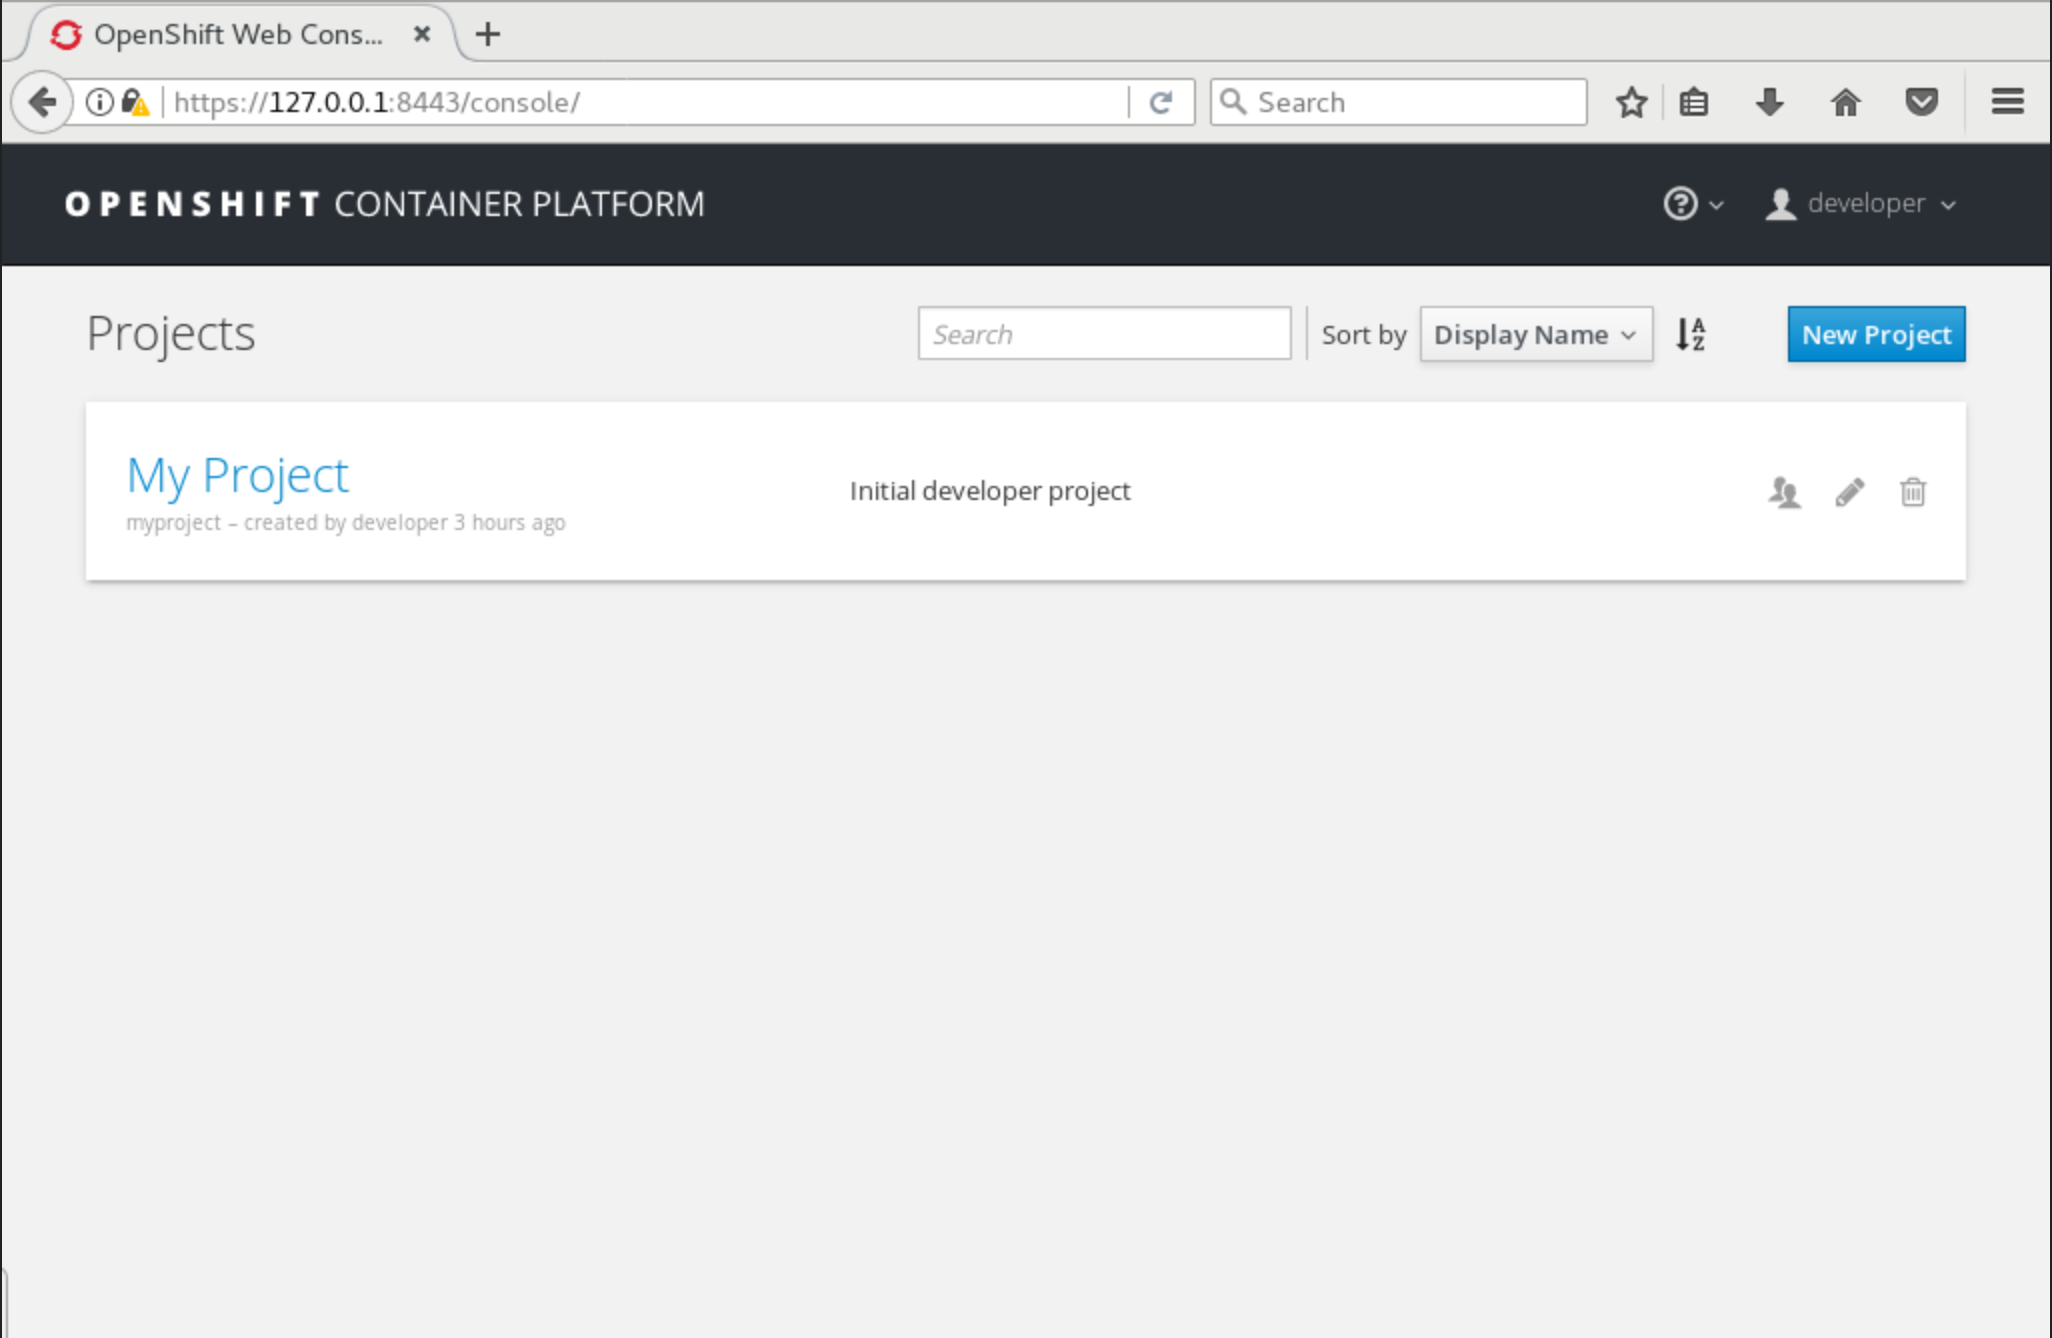 OpenShift Web Cons...
https://127.0.0.1:8443/console/
Search
OPENSHIFT CONTAINER PLATFORM
developer
Projects
Search
Sort by
Display Name
New Project
My Project
myproject – created by developer 3 hours ago
Initial developer project